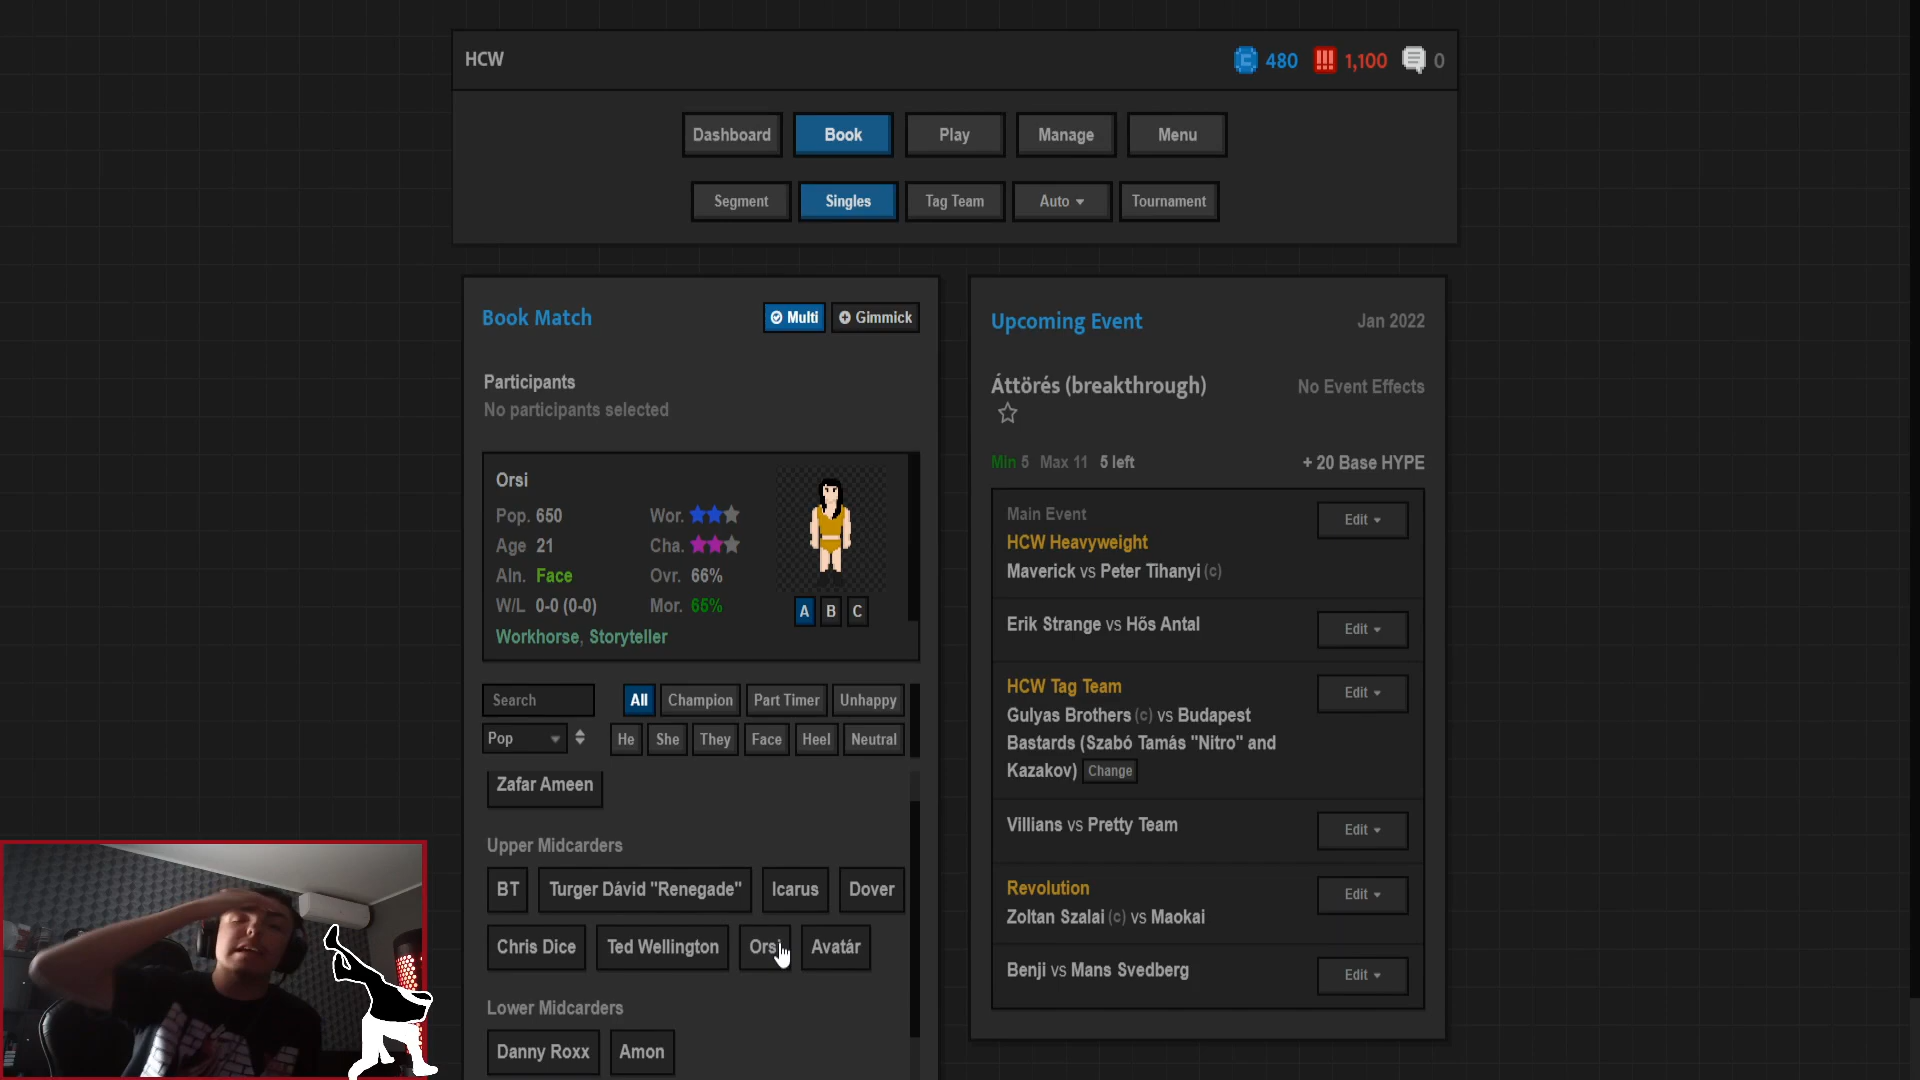 HCW
480 1,100 0
Dashboard Book Play Manage Menu
Segment Singles Tag Team Auto Tournament
Book Match Multi Gimmick
Participants
No participants selected
Orsi
Pop. 650 Wor.
Age 21 Cha.
Aln. Face Ovr. 66%
W/L 0-0 (0-0) Mor. 65%
A B C
Workhorse, Storyteller
Search All Champion Part Timer Unhappy
Pop He She They Face Heel Neutral
Zafar Ameen
Upper Midcarders
BT Turger Dávid "Renegade" Icarus Dover
Chris Dice Ted Wellington Orsi Avatár
Lower Midcarders
Danny Roxx Amon
Upcoming Event Jan 2022
Áttörés (breakthrough) No Event Effects
Min 5 Max 11 5 left + 20 Base HYPE
Main Event
HCW Heavyweight
Maverick vs Peter Tihanyi (c)
Edit
Erik Strange vs Hős Antal
Edit
HCW Tag Team
Gulyas Brothers (c) vs Budapest
Bastards (Szabó Tamás "Nitro" and
Kazakov) Change
Edit
Villians vs Pretty Team
Edit
Revolution
Zoltan Szalai (c) vs Maokai
Edit
Benji vs Mans Svedberg
Edit